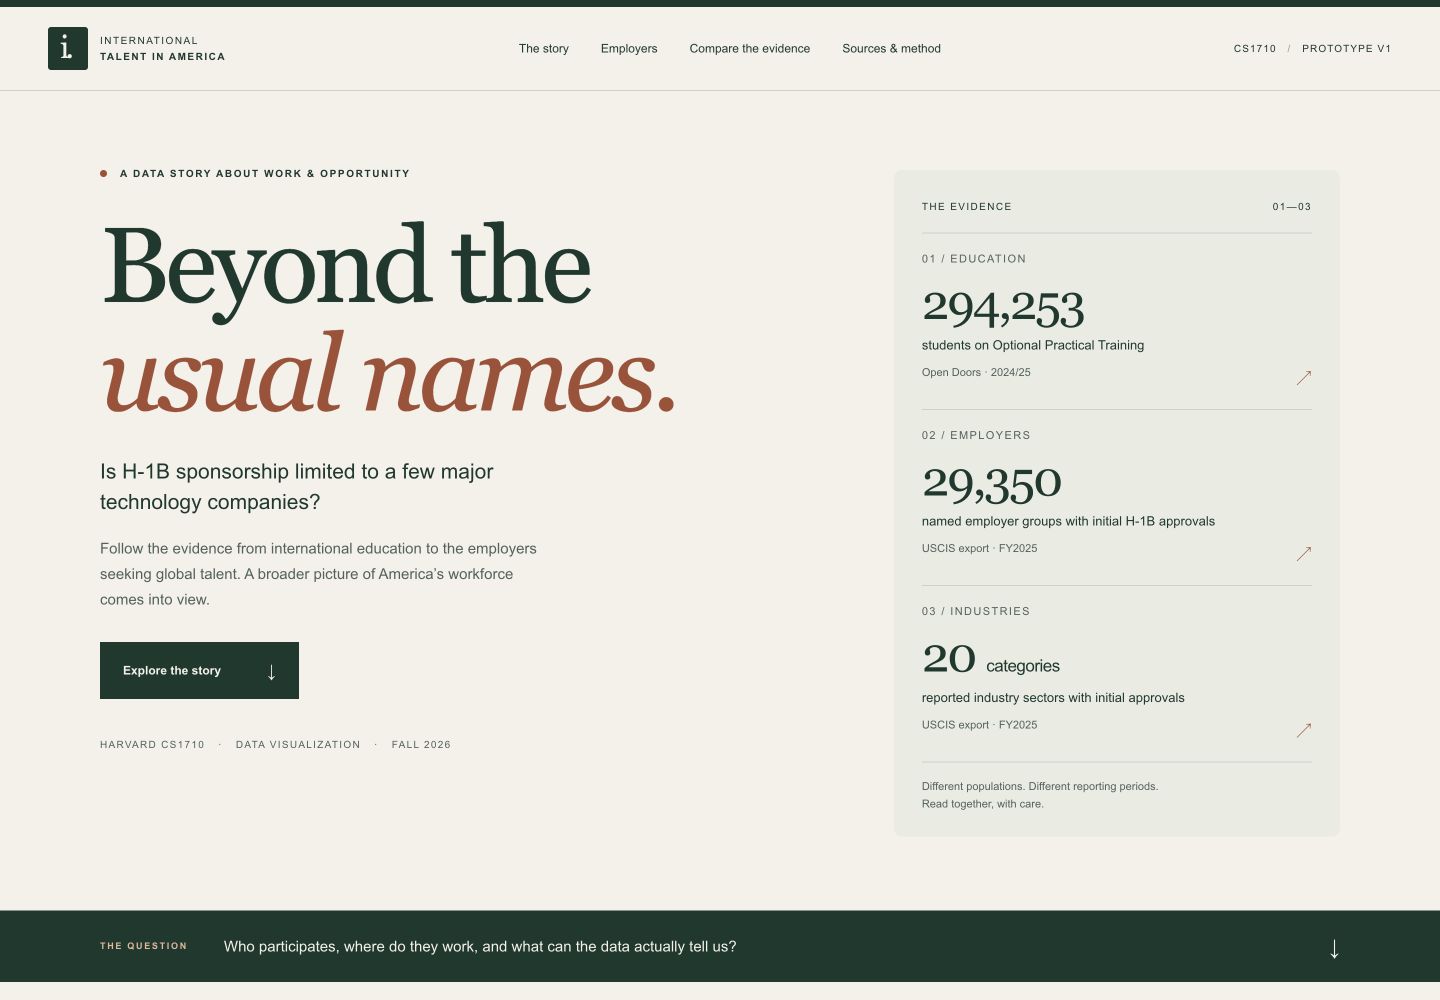 i.
INTERNATIONAL
TALENT IN AMERICA
The story
Employers
Compare the evidence
Sources & method
CS1710 / PROTOTYPE V1
A DATA STORY ABOUT WORK & OPPORTUNITY
Beyond the
usual names.
Is H-1B sponsorship limited to a few major
technology companies?
Follow the evidence from international education to the employers
seeking global talent. A broader picture of America’s workforce
comes into view.
Explore the story ↓
HARVARD CS1710 · DATA VISUALIZATION · FALL 2026
THE EVIDENCE 01—03
01 / EDUCATION
294,253
students on Optional Practical Training
Open Doors · 2024/25
02 / EMPLOYERS
29,350
named employer groups with initial H-1B approvals
USCIS export · FY2025
03 / INDUSTRIES
20 categories
reported industry sectors with initial approvals
USCIS export · FY2025
Different populations. Different reporting periods.
Read together, with care.
THE QUESTION
Who participates, where do they work, and what can the data actually tell us? ↓